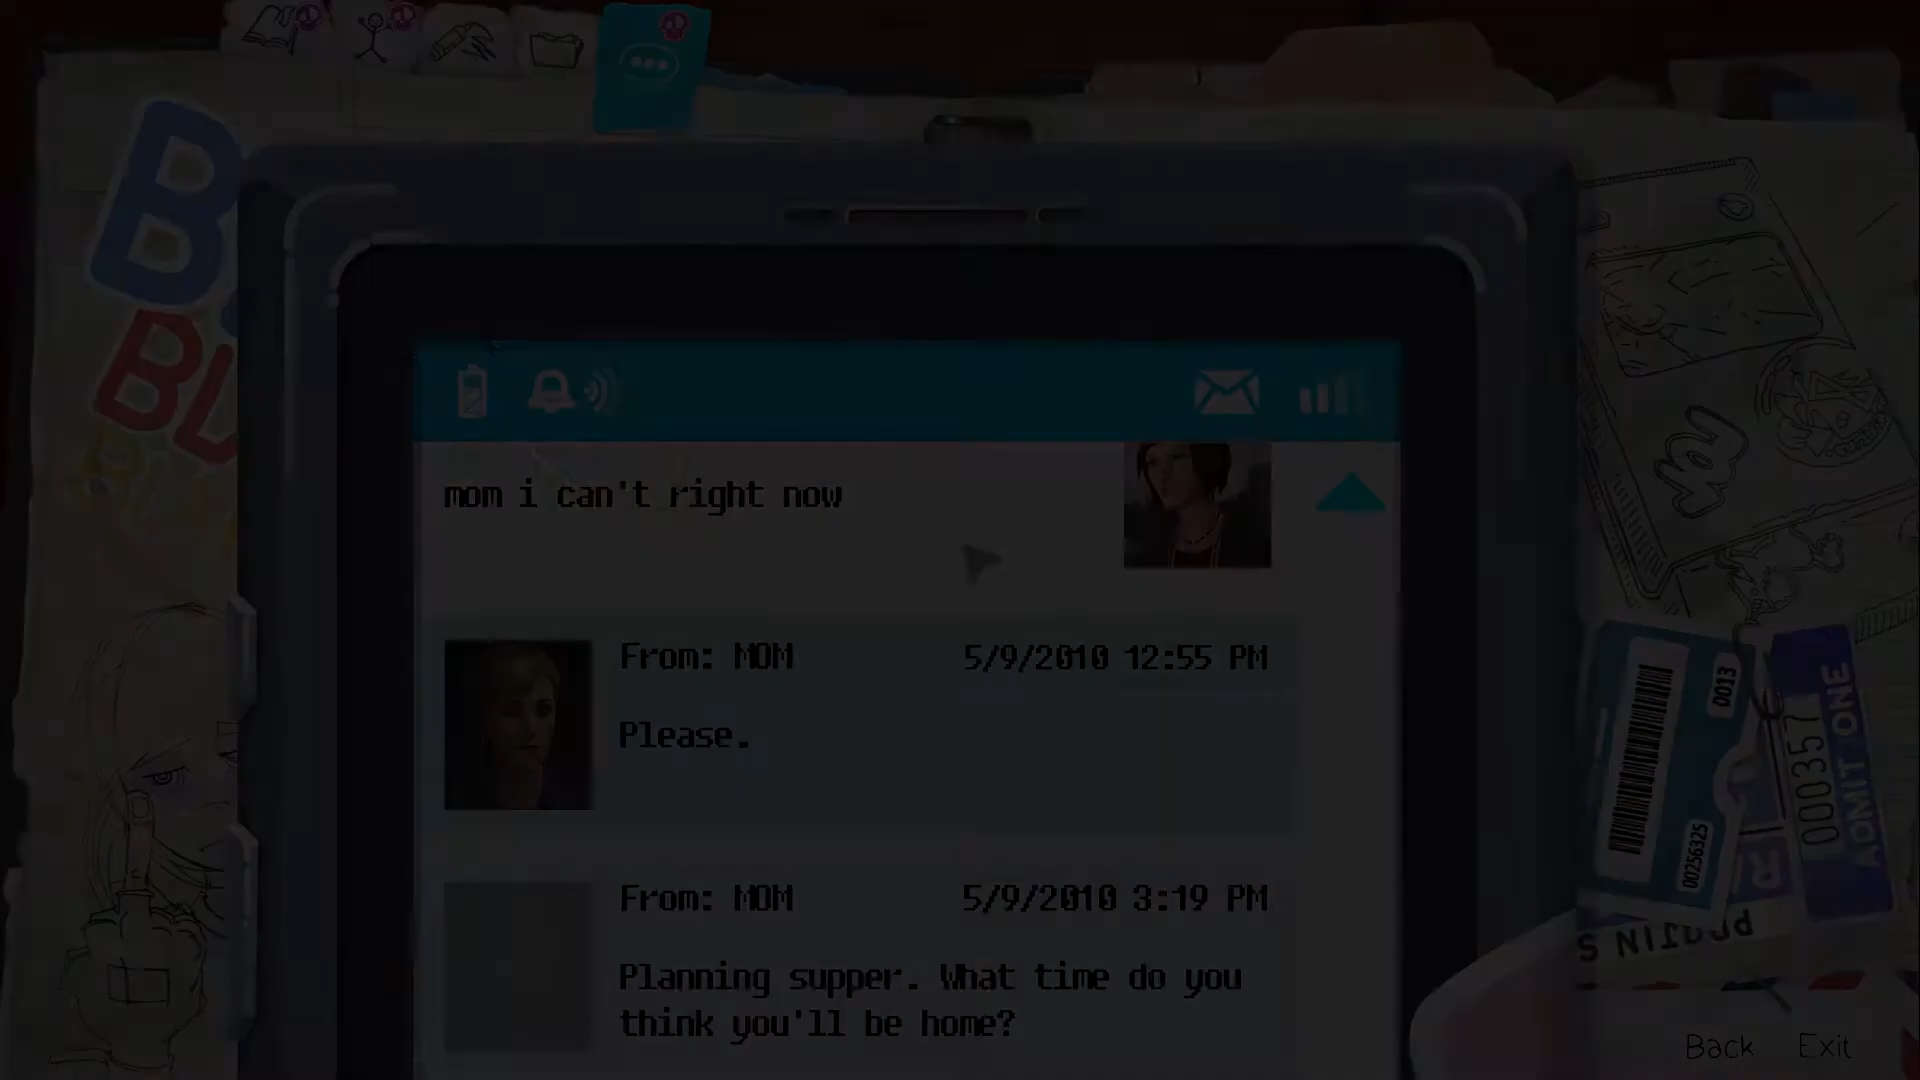 mom i can't right now
From: MOM 5/9/2010 12:55 PM
Please.
From: MOM 5/9/2010 3:19 PM
Planning supper. What time do you
think you'll be home?
0013
00256325
000357
ADMIT ONE
Back Exit